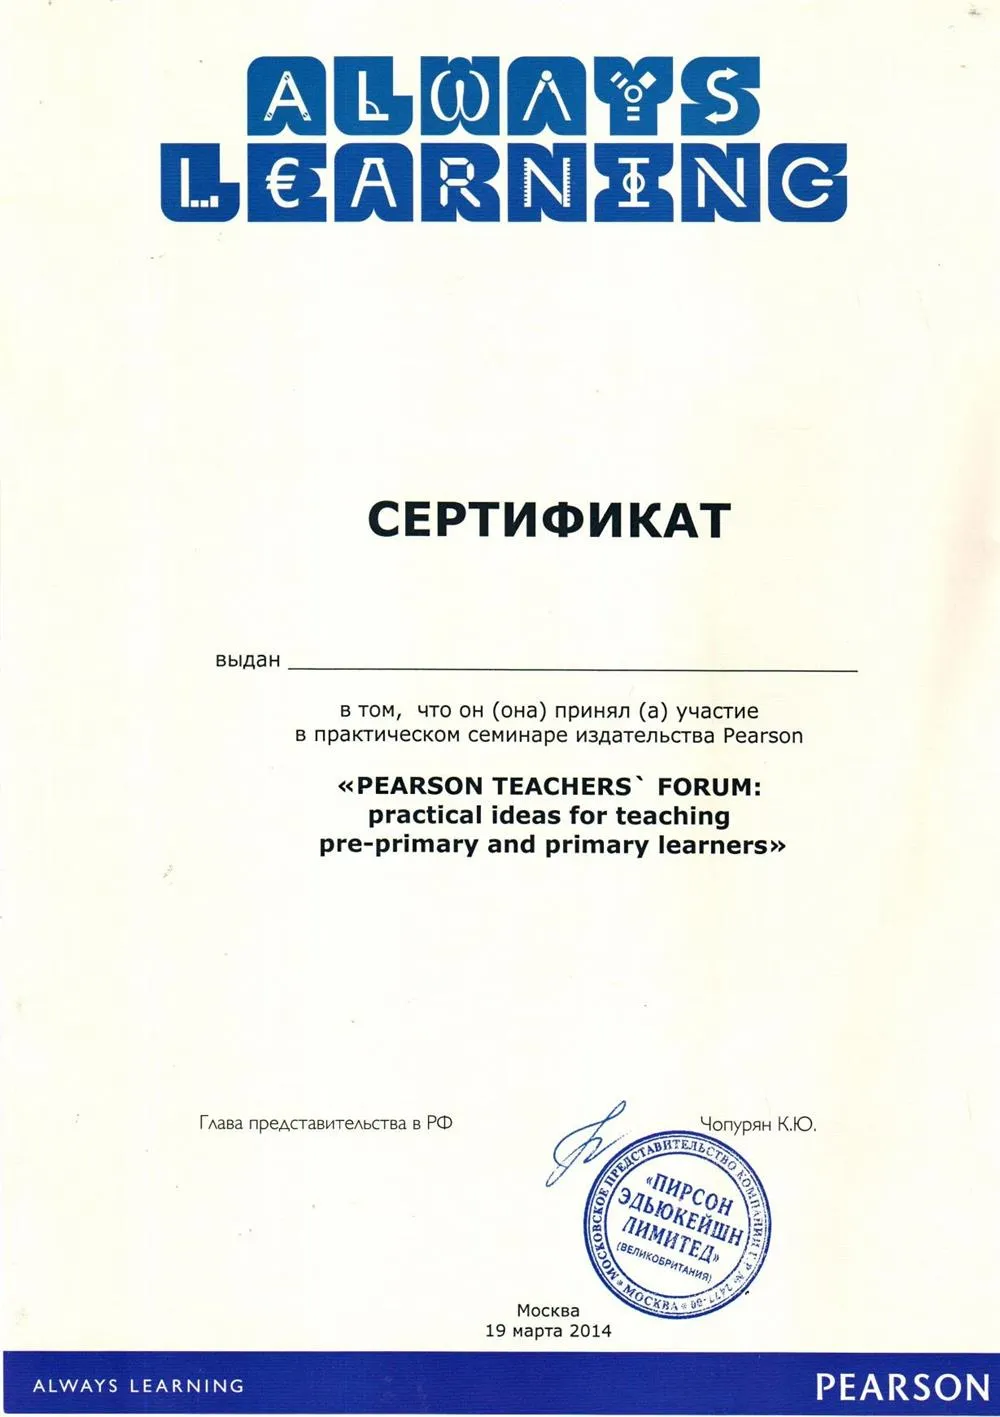 ALWAYS
LEARNING
СЕРТИФИКАТ
выдан
в том, что он (она) принял (а) участие
в практическом семинаре издательства Pearson
«PEARSON TEACHERS` FORUM:
practical ideas for teaching
pre-primary and primary learners»
Глава представительства в РФ
Чопурян К.Ю.
МОСКОВСКОЕ ПРЕДСТАВИТЕЛЬСТВО КОМПАНИИ
«ПИРСОН
ЭДЬЮКЕЙШН
ЛИМИТЕД»
(ВЕЛИКОБРИТАНИЯ)
МОСКВА
Москва
19 марта 2014
ALWAYS LEARNING
PEARSON